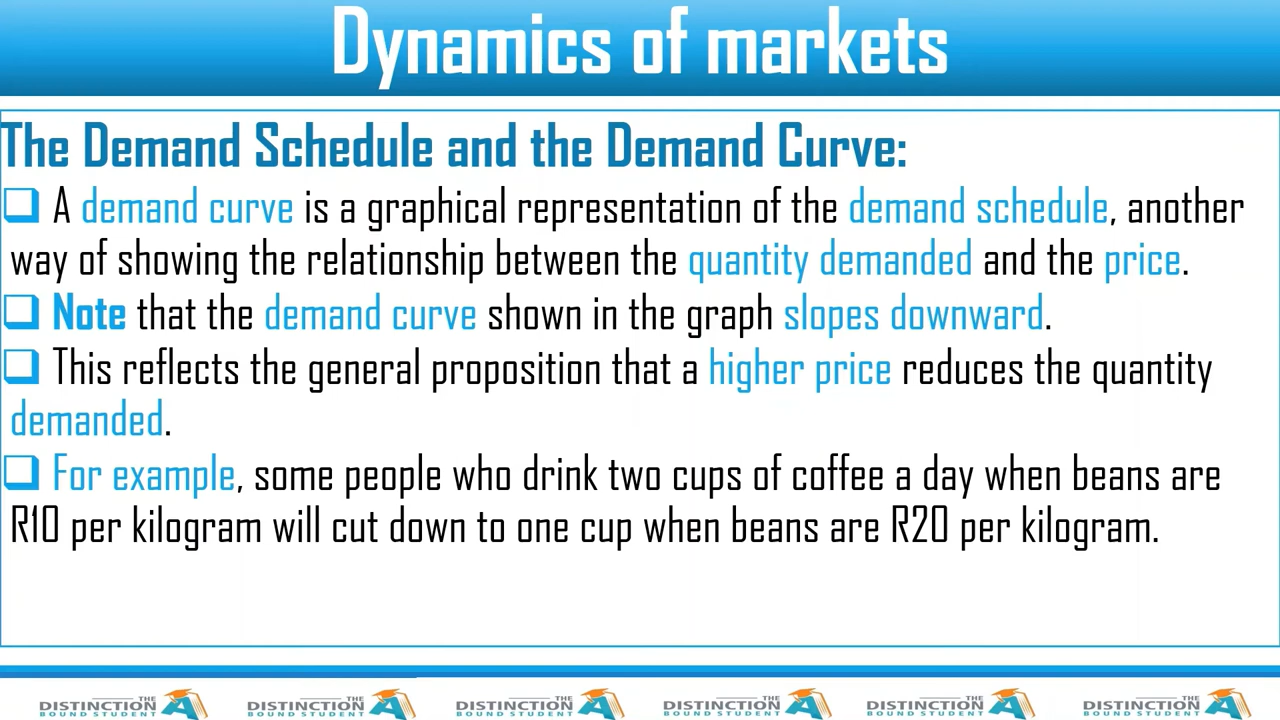 Dynamics of markets
The Demand Schedule and the Demand Curve:
❑ A demand curve is a graphical representation of the demand schedule, another
way of showing the relationship between the quantity demanded and the price.
❑ Note that the demand curve shown in the graph slopes downward.
❑ This reflects the general proposition that a higher price reduces the quantity
demanded.
❑ For example, some people who drink two cups of coffee a day when beans are
R10 per kilogram will cut down to one cup when beans are R20 per kilogram.
THE DISTINCTION BOUND STUDENT A
THE DISTINCTION BOUND STUDENT A
THE DISTINCTION BOUND STUDENT A
THE DISTINCTION BOUND STUDENT A
THE DISTINCTION BOUND STUDENT A
THE DISTINCTION BOUND STUDENT A